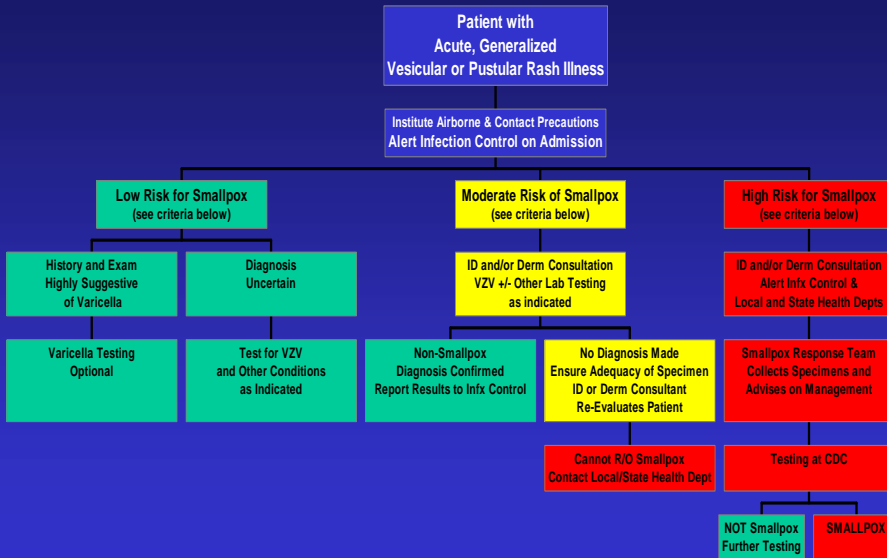 Patient with
Acute, Generalized
Vesicular or Pustular Rash Illness
Institute Airborne & Contact Precautions
Alert Infection Control on Admission
Low Risk for Smallpox
(see criteria below)
History and Exam
Highly Suggestive
of Varicella
Varicella Testing
Optional
Diagnosis
Uncertain
Test for VZV
and Other Conditions
as Indicated
Moderate Risk of Smallpox
(see criteria below)
ID and/or Derm Consultation
VZV +/- Other Lab Testing
as indicated
Non-Smallpox
Diagnosis Confirmed
Report Results to Infx Control
No Diagnosis Made
Ensure Adequacy of Specimen
ID or Derm Consultant
Re-Evaluates Patient
Cannot R/O Smallpox
Contact Local/State Health Dept
High Risk for Smallpox
(see criteria below)
ID and/or Derm Consultation
Alert Infx Control &
Local and State Health Depts
Smallpox Response Team
Collects Specimens and
Advises on Management
Testing at CDC
NOT Smallpox
Further Testing
SMALLPOX